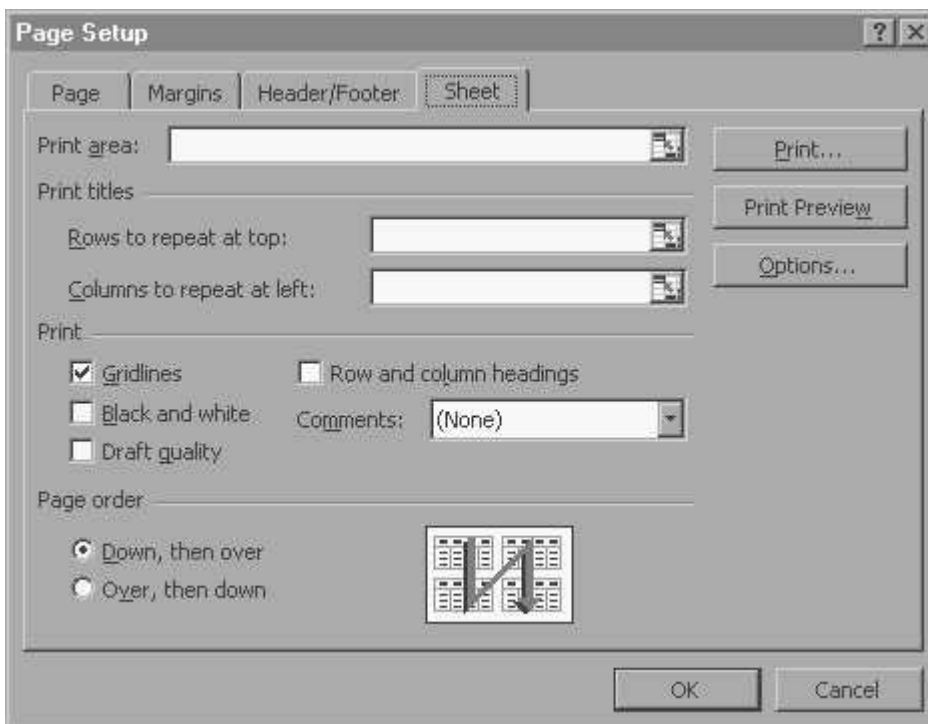 Page Setup
Page Margins Header/Footer Sheet
Print area:
Print...
Print titles
Print Preview
Rows to repeat at top:
Options...
Columns to repeat at left:
Print
Gridlines Row and column headings
Black and white Comments: (None)
Draft quality
Page order
Down, then over
Over, then down
OK Cancel